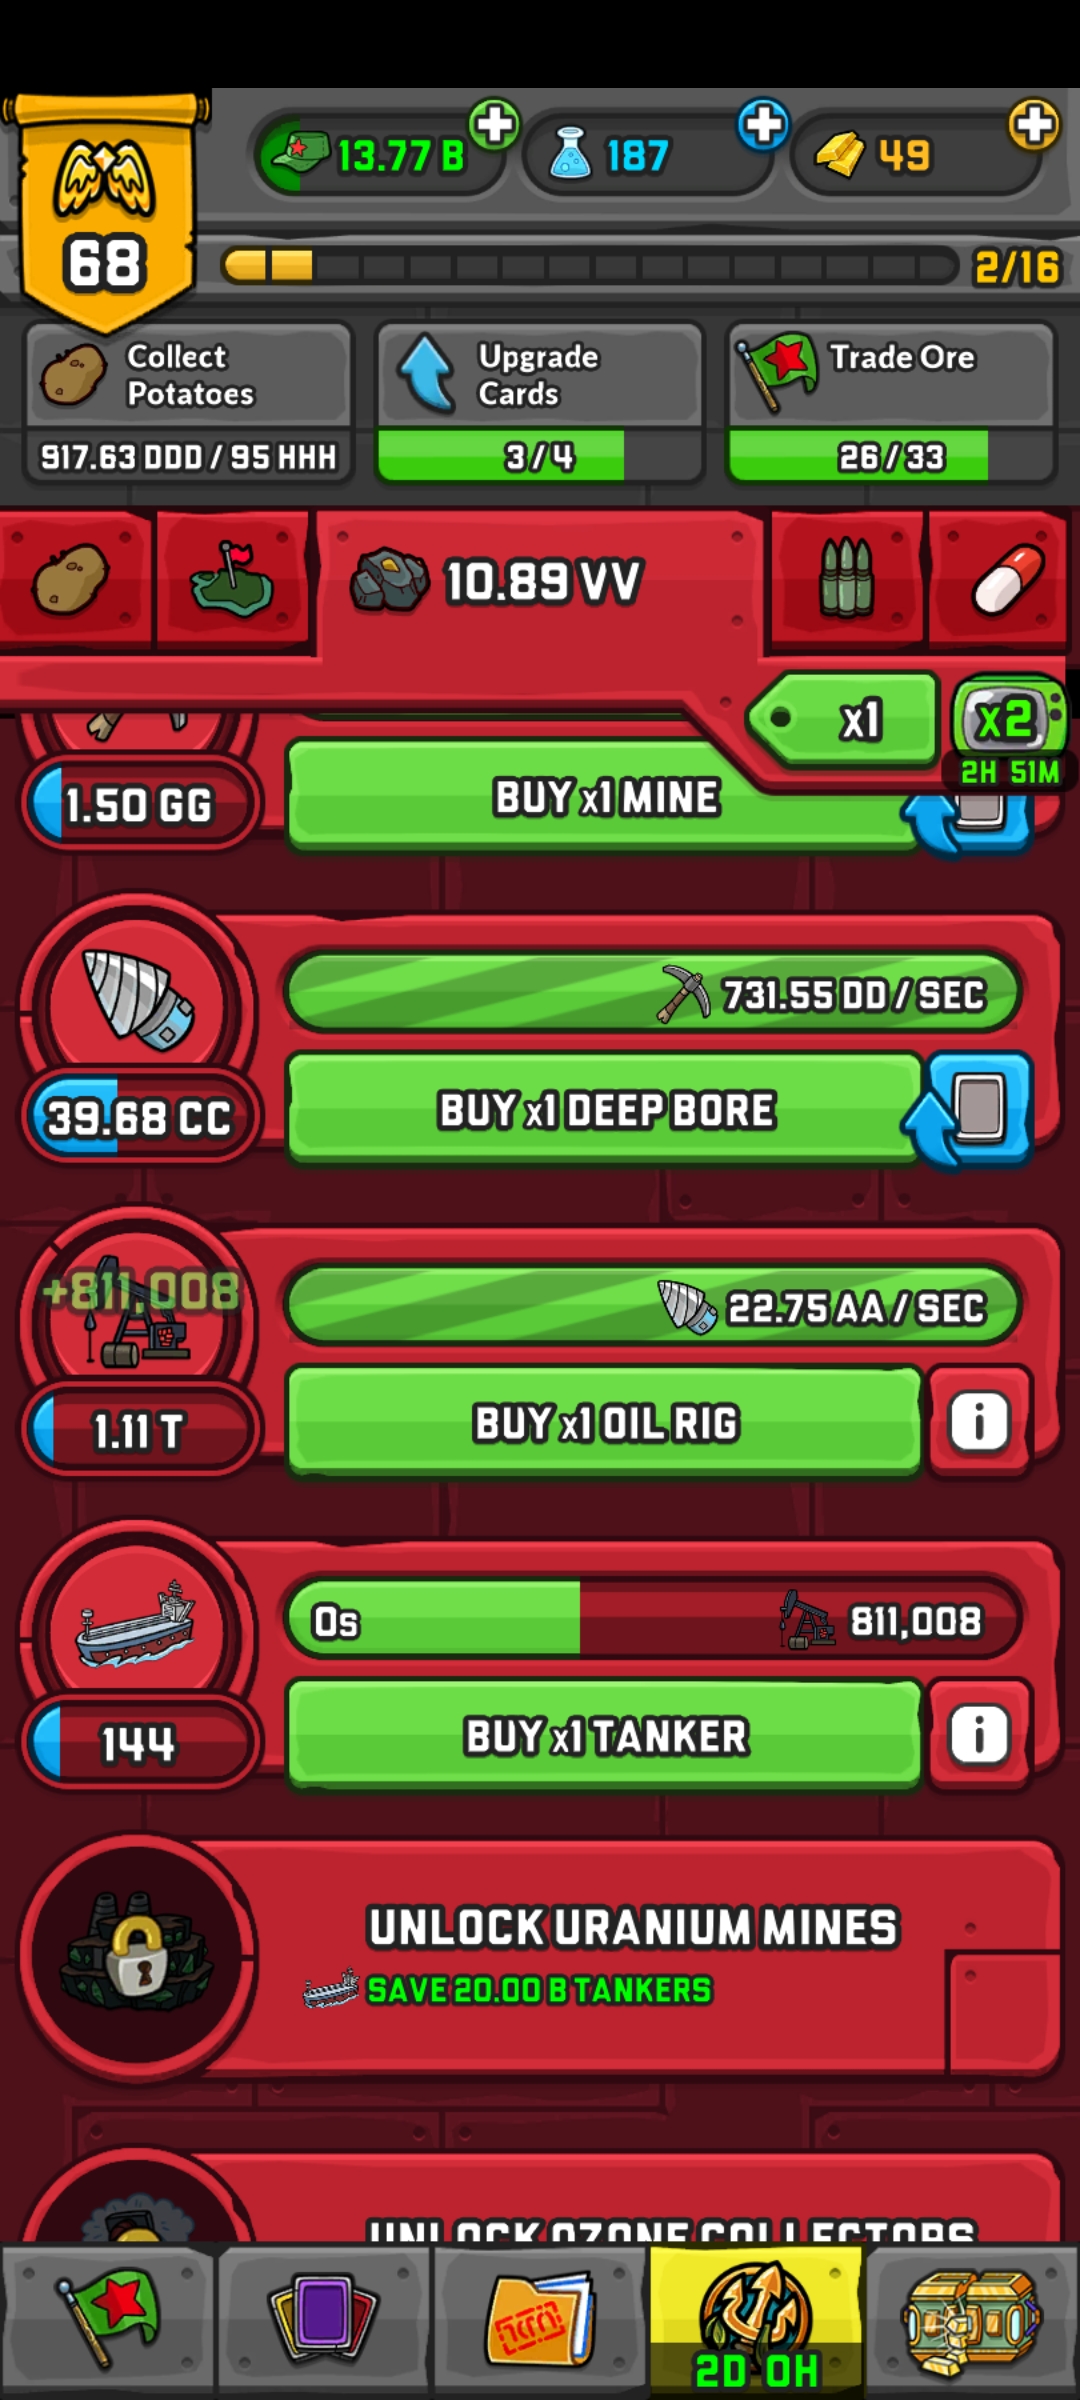 13.77 B
187
49
68
2/16
Collect Potatoes
917.63 DDD / 95 HHH
Upgrade Cards
3/4
Trade Ore
26/33
10.89 VV
x1
x2
2H 51M
1.50 GG
BUY x1 MINE
731.55 DD / SEC
39.68 CC
BUY x1 DEEP BORE
+811,008
22.75 AA / SEC
1.11 T
BUY x1 OIL RIG
i
0s
811,008
144
BUY x1 TANKER
i
UNLOCK URANIUM MINES
SAVE 20.00 B TANKERS
UNLOCK OZONE COLLECTORS
2D 0H